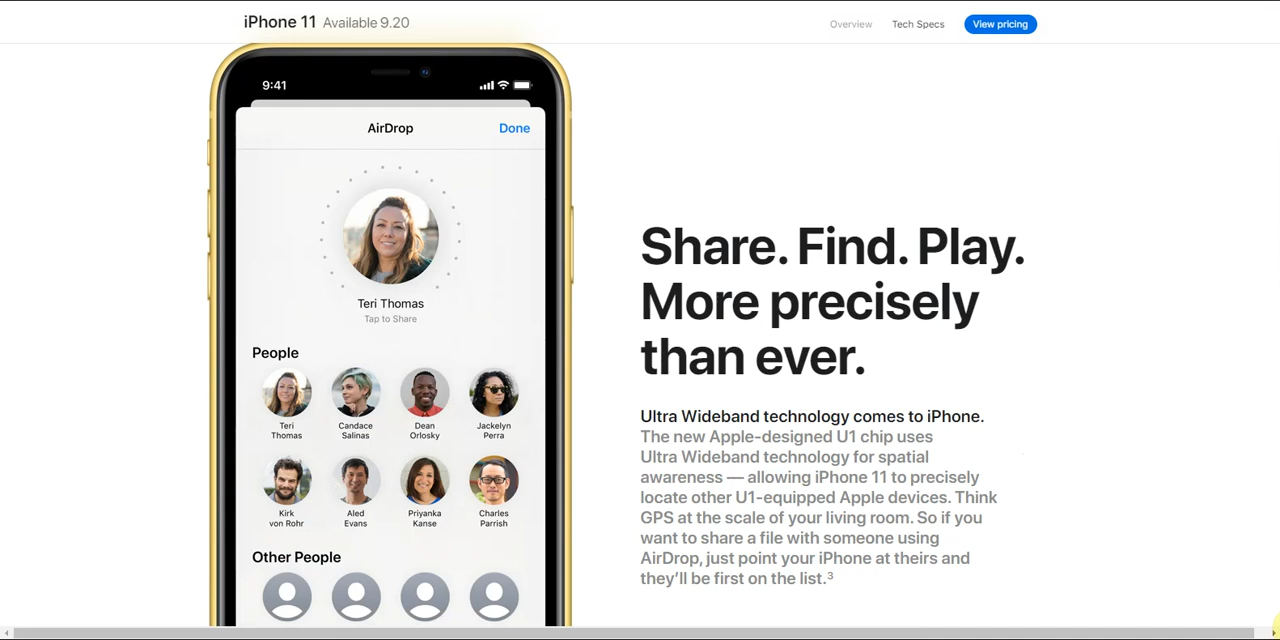 iPhone 11 Available 9.20
Overview Tech Specs View pricing
9:41
AirDrop Done
Teri Thomas
Tap to Share
People
Teri Thomas
Candace Salinas
Dean Orlosky
Jackelyn Perra
Kirk von Rohr
Aled Evans
Priyanka Kanse
Charles Parrish
Other People
Share. Find. Play.
More precisely
than ever.
Ultra Wideband technology comes to iPhone.
The new Apple-designed U1 chip uses
Ultra Wideband technology for spatial
awareness — allowing iPhone 11 to precisely
locate other U1-equipped Apple devices. Think
GPS at the scale of your living room. So if you
want to share a file with someone using
AirDrop, just point your iPhone at theirs and
they’ll be first on the list.³